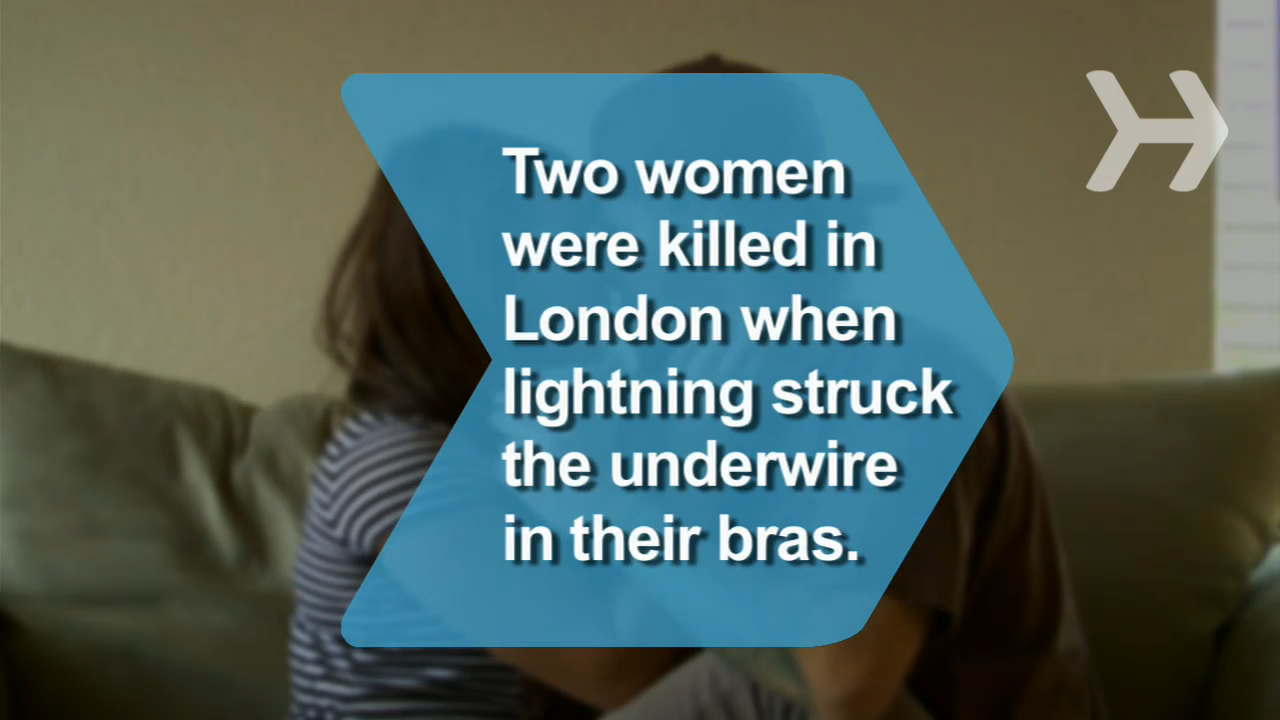 Two women
were killed in
London when
lightning struck
the underwire
in their bras.